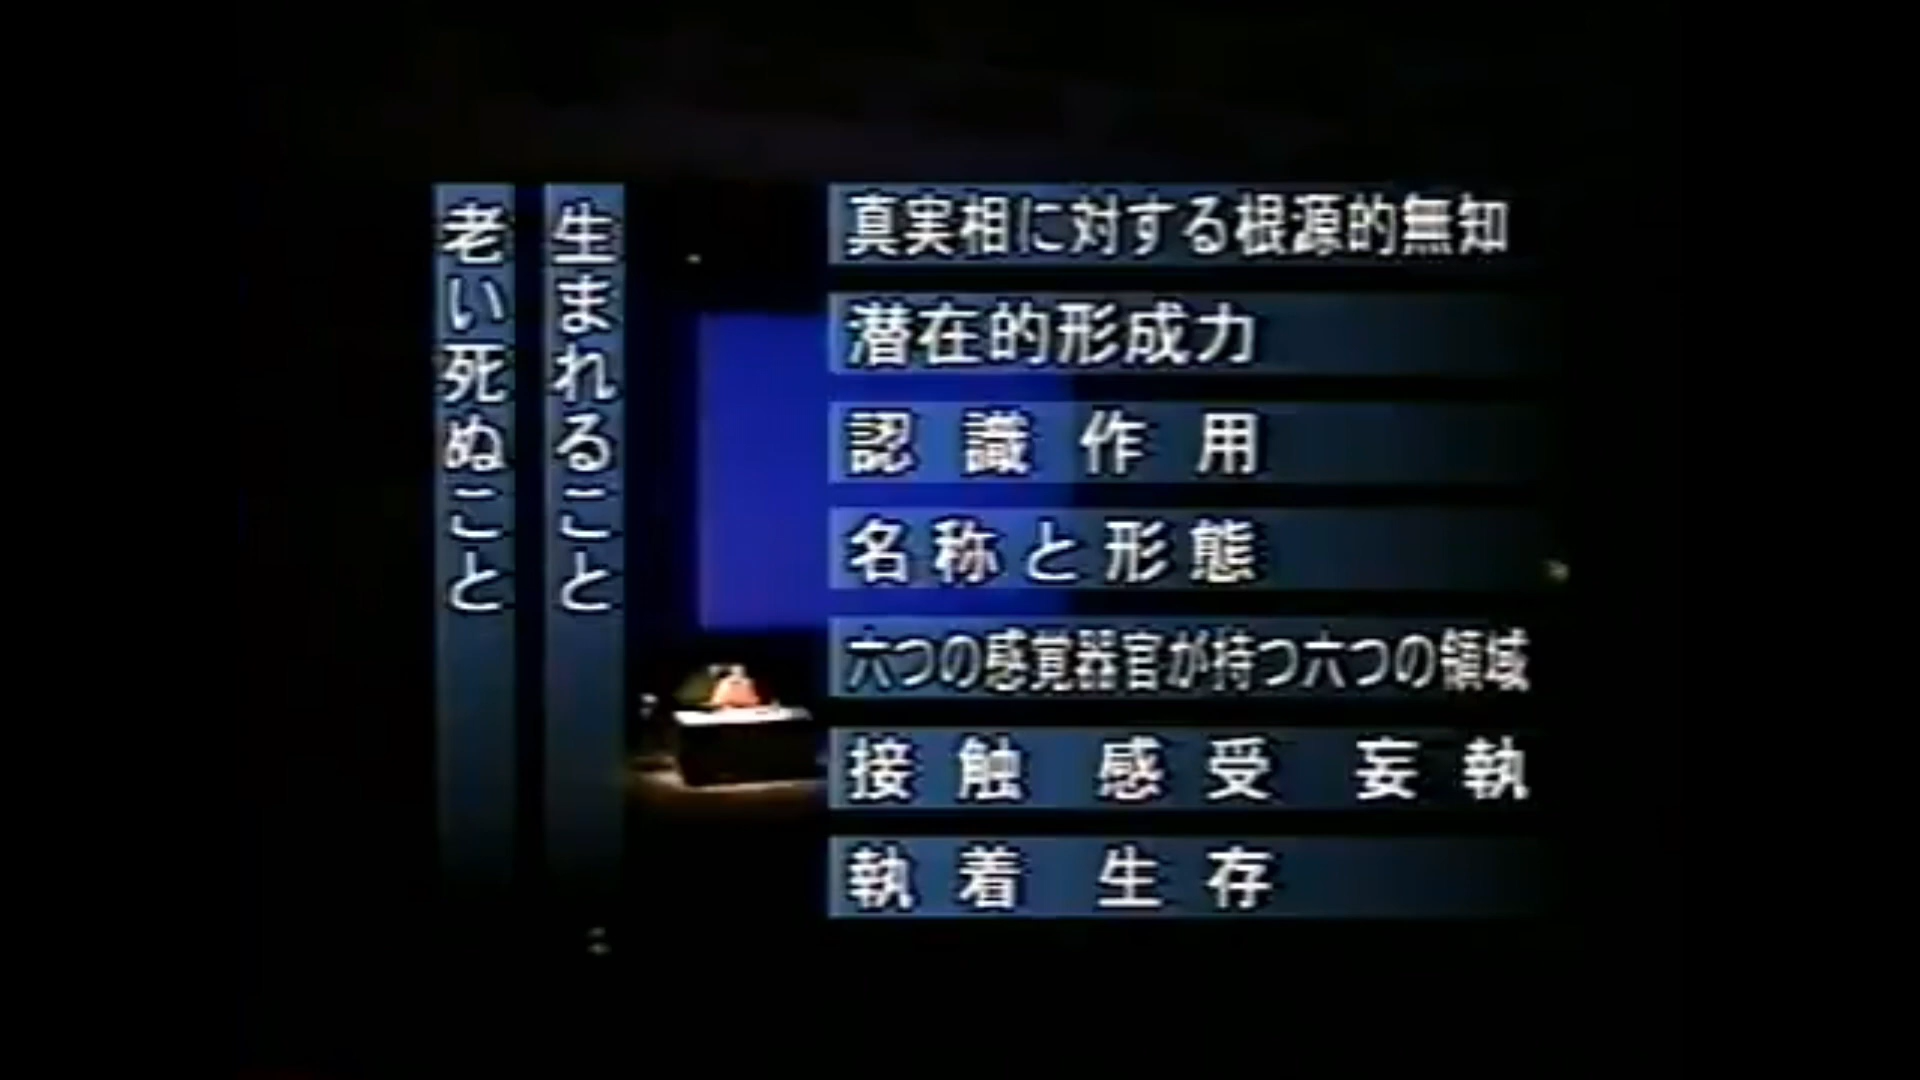 真実相に対する根源的無知
潜在的形成力
認識作用
名称と形態
六つの感覚器官が持つ六つの領域
接触 感受 妄執
執着 生存
生まれること
老い死ぬこと